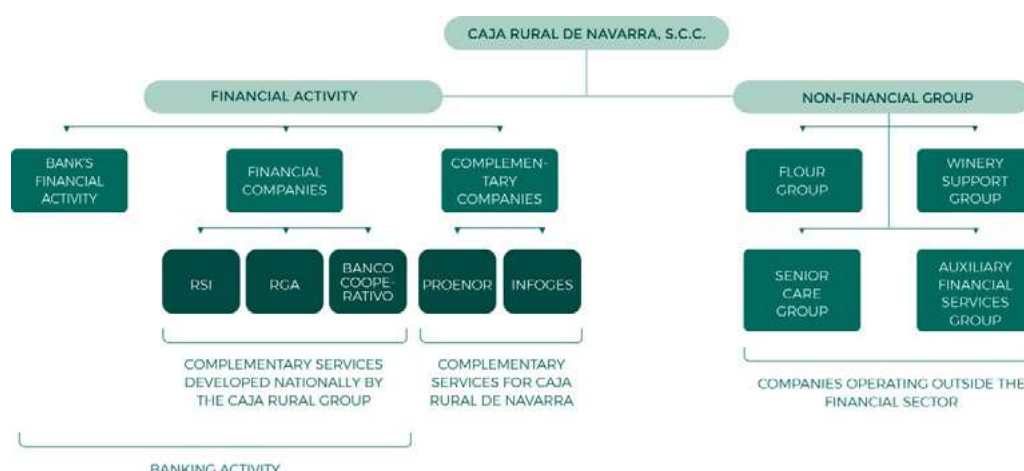 CAJA RURAL DE NAVARRA, S.C.C.
FINANCIAL ACTIVITY
NON-FINANCIAL GROUP
BANK'S
FINANCIAL
ACTIVITY
FINANCIAL
COMPANIES
COMPLEMEN-
TARY
COMPANIES
FLOUR
GROUP
WINERY
SUPPORT
GROUP
RSI
RGA
BANCO
COOPE-
RATIVO
PROENOR
INFOGES
SENIOR
CARE
GROUP
AUXILIARY
FINANCIAL
SERVICES
GROUP
COMPLEMENTARY SERVICES
DEVELOPED NATIONALLY BY
THE CAJA RURAL GROUP
COMPLEMENTARY
SERVICES FOR CAJA
RURAL DE NAVARRA
COMPANIES OPERATING OUTSIDE THE
FINANCIAL SECTOR
BANKING ACTIVITY